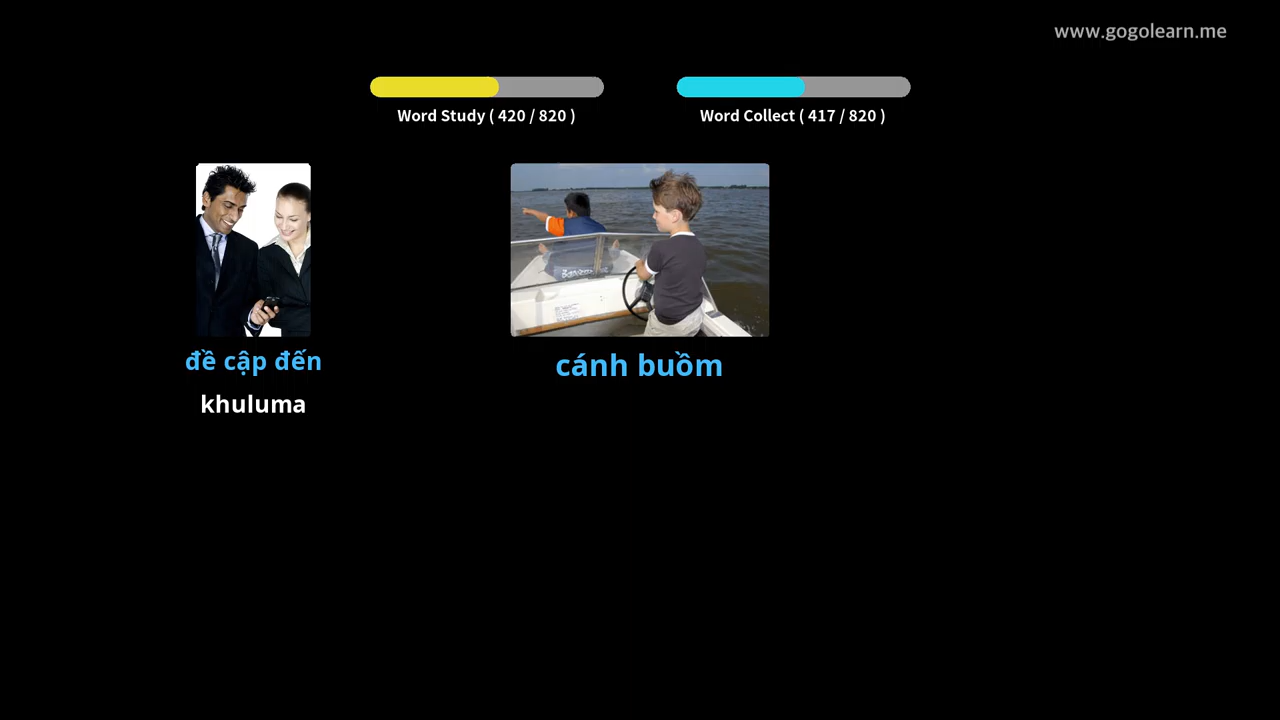 www.gogolearn.me
Word Study ( 420 / 820 )
Word Collect ( 417 / 820 )
đề cập đến
khuluma
cánh buồm